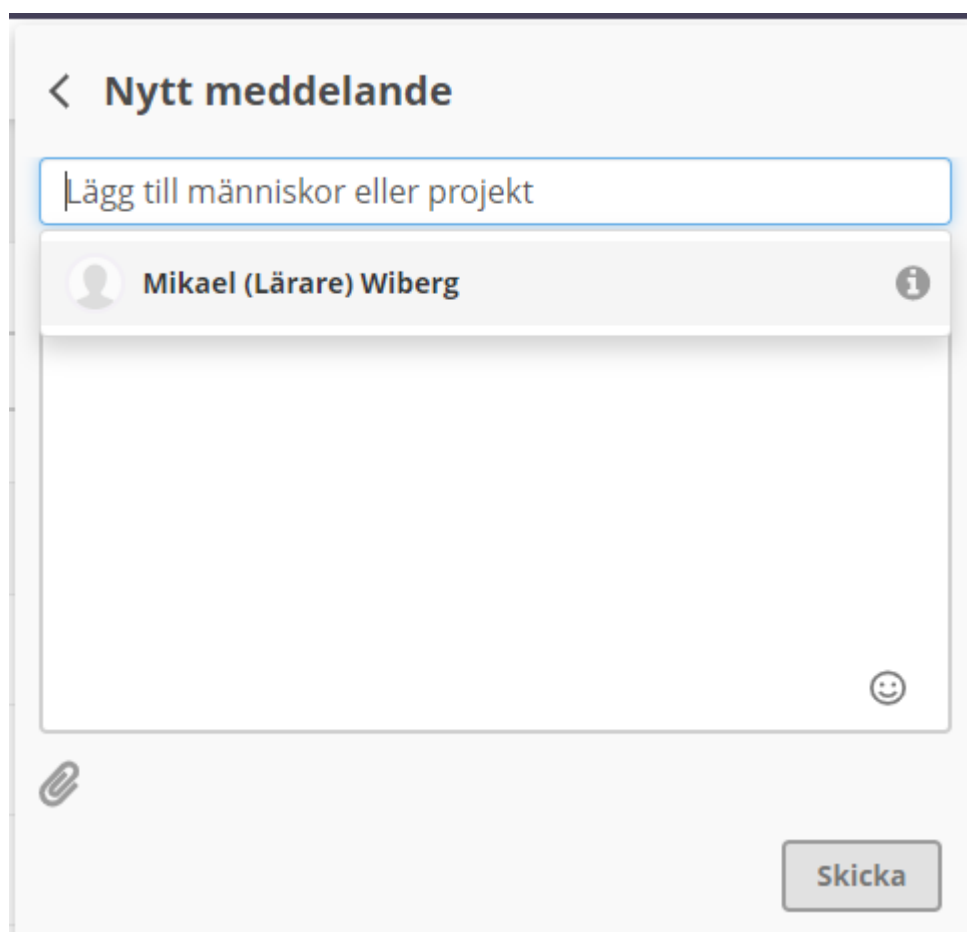 Nytt meddelande
Lägg till människor eller projekt
Mikael (Lärare) Wiberg
Skicka